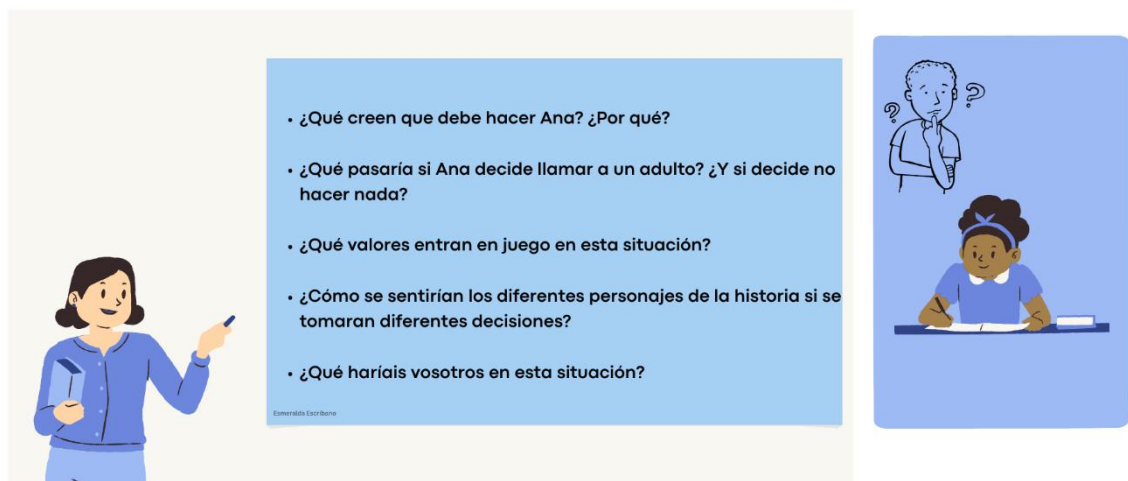 • ¿Qué creen que debe hacer Ana? ¿Por qué?
• ¿Qué pasaría si Ana decide llamar a un adulto? ¿Y si decide no
hacer nada?
• ¿Qué valores entran en juego en esta situación?
• ¿Cómo se sentirían los diferentes personajes de la historia si se
tomaran diferentes decisiones?
• ¿Qué haríais vosotros en esta situación?
Esmeralda Escribano
? ?